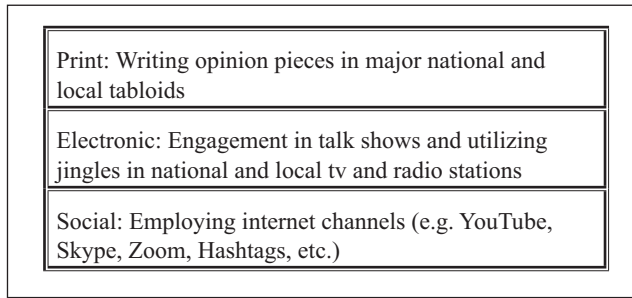 Print: Writing opinion pieces in major national and
local tabloids
Electronic: Engagement in talk shows and utilizing
jingles in national and local tv and radio stations
Social: Employing internet channels (e.g. YouTube,
Skype, Zoom, Hashtags, etc.)